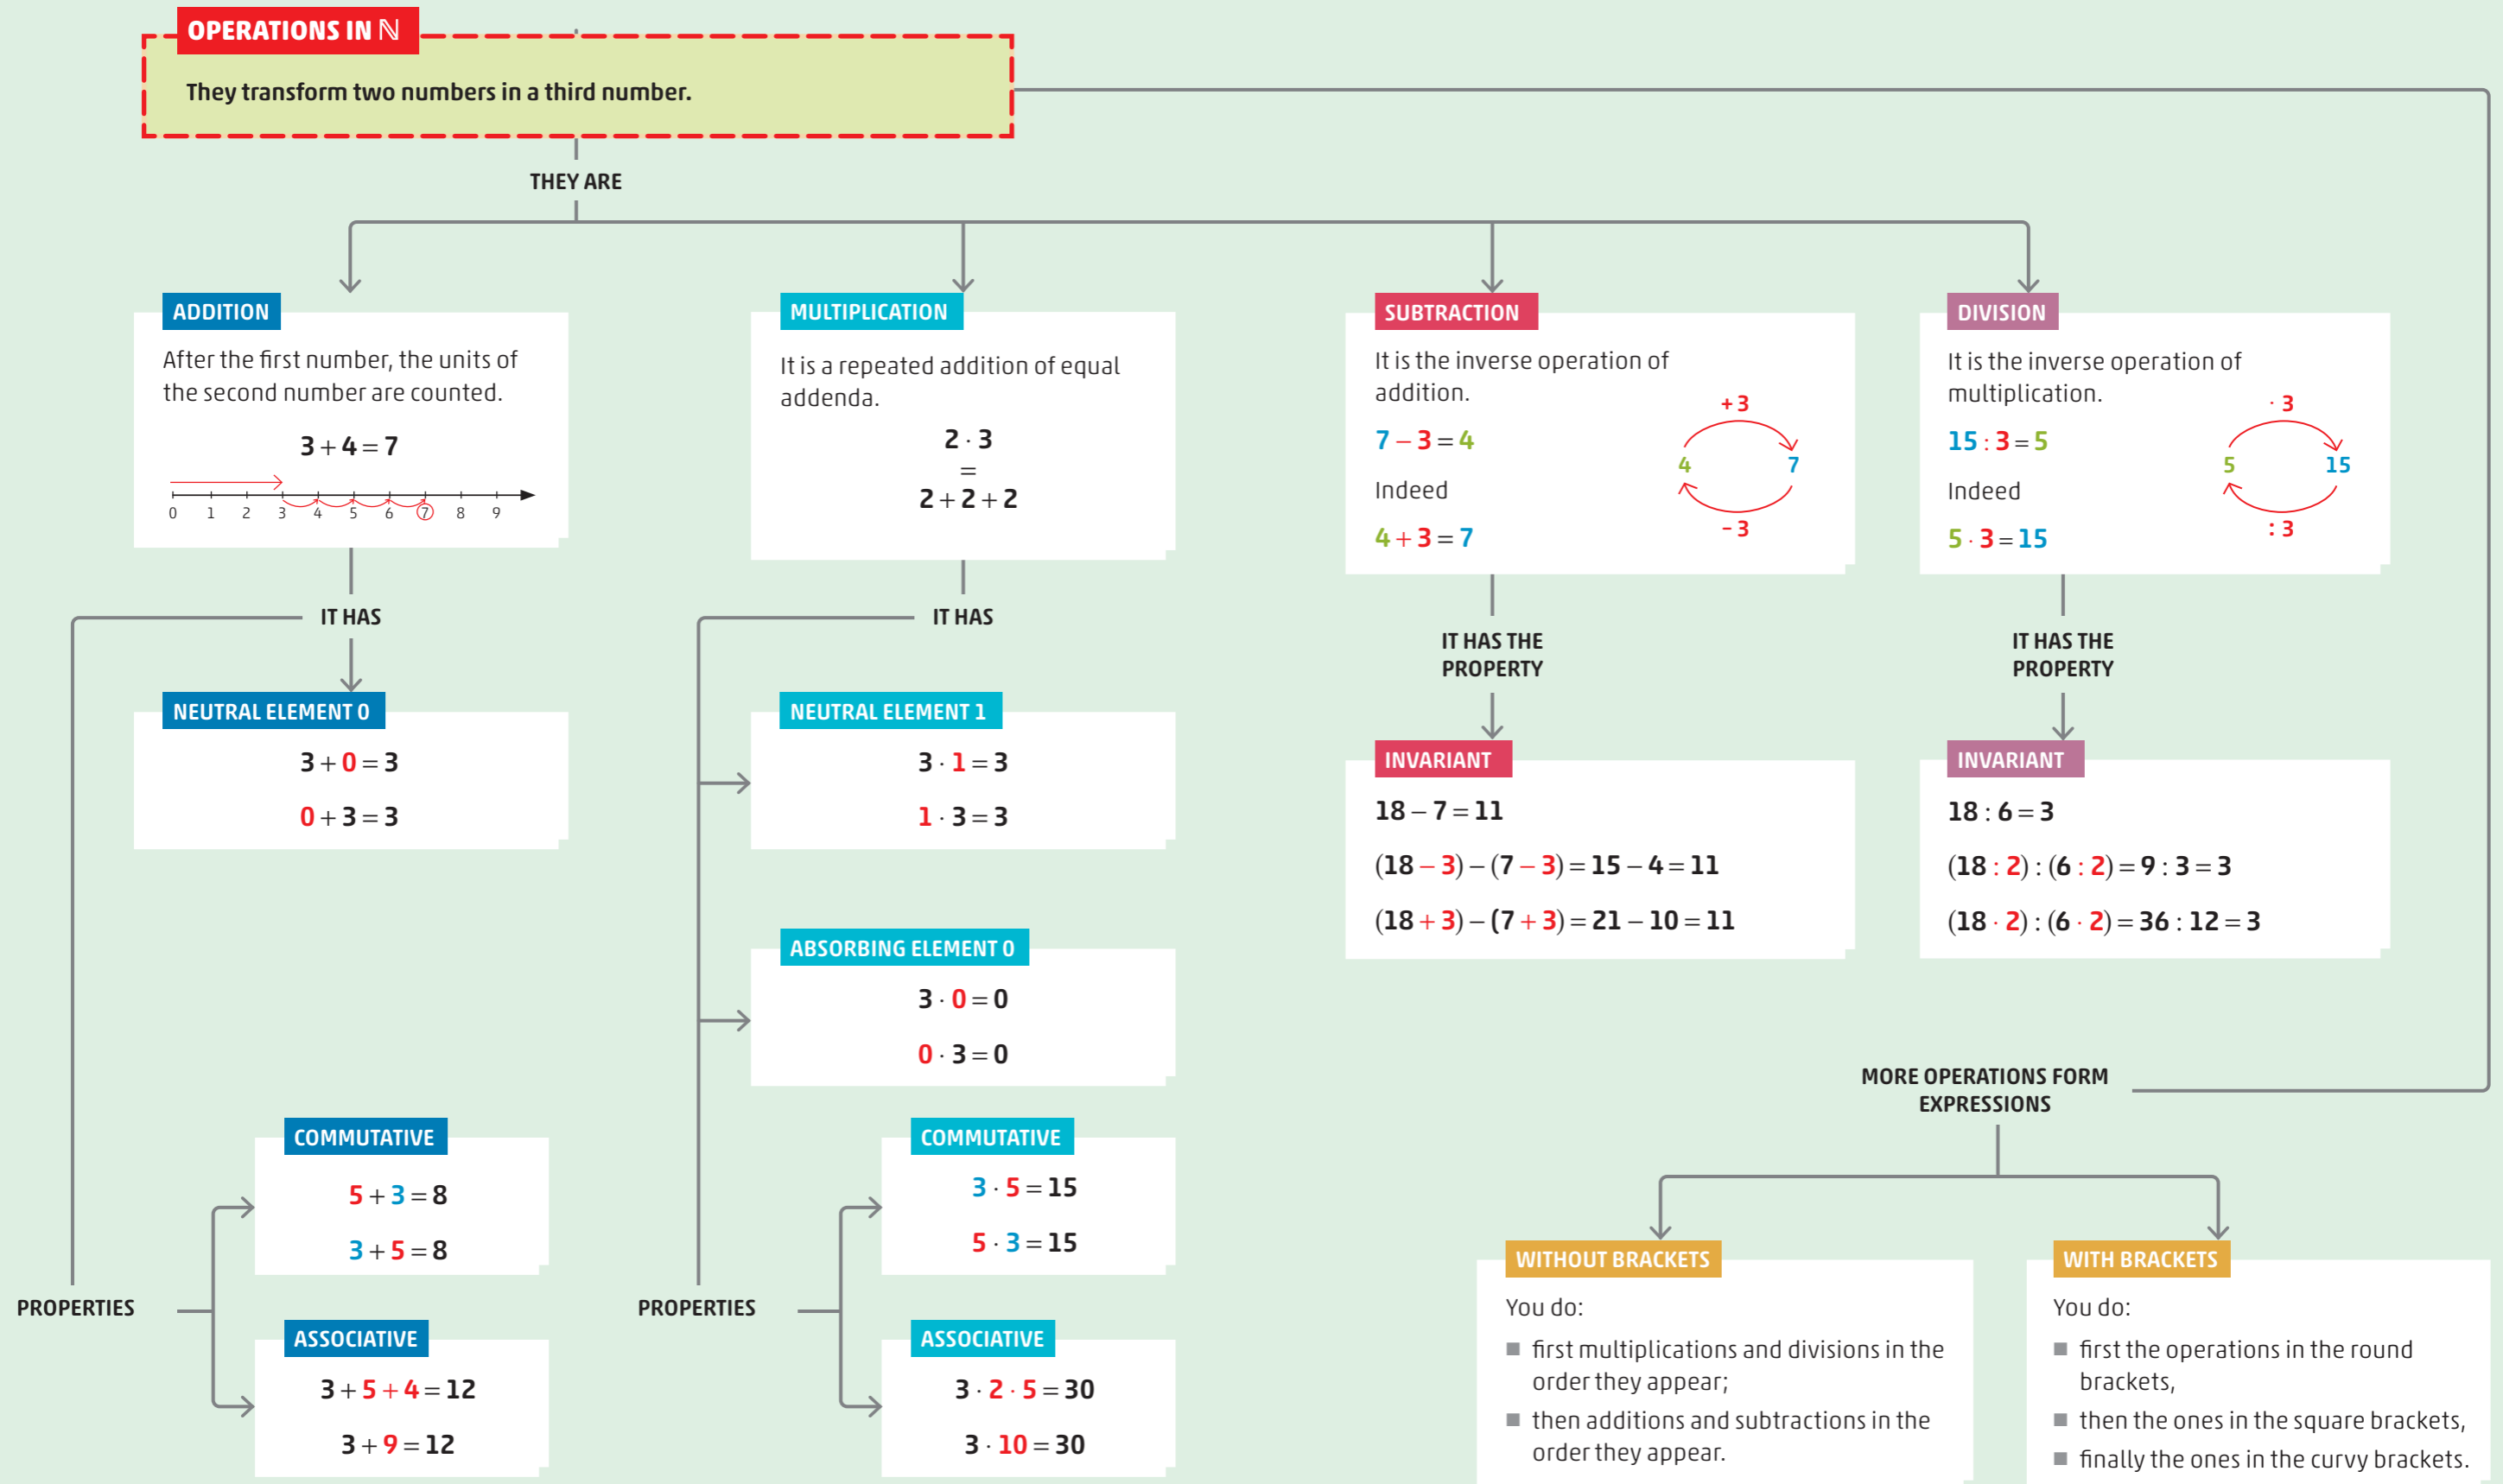 OPERATIONS IN ℕ
They transform two numbers in a third number.
THEY ARE
ADDITION
After the first number, the units of
the second number are counted.
3 + 4 = 7
0 1 2 3 4 5 6 7 8 9
IT HAS
NEUTRAL ELEMENT 0
3 + 0 = 3
0 + 3 = 3
PROPERTIES
COMMUTATIVE
5 + 3 = 8
3 + 5 = 8
ASSOCIATIVE
3 + 5 + 4 = 12
3 + 9 = 12
MULTIPLICATION
It is a repeated addition of equal
addenda.
2 · 3
=
2 + 2 + 2
IT HAS
NEUTRAL ELEMENT 1
3 · 1 = 3
1 · 3 = 3
ABSORBING ELEMENT 0
3 · 0 = 0
0 · 3 = 0
PROPERTIES
COMMUTATIVE
3 · 5 = 15
5 · 3 = 15
ASSOCIATIVE
3 · 2 · 5 = 30
3 · 10 = 30
SUBTRACTION
It is the inverse operation of
addition.
7 – 3 = 4
Indeed
4 + 3 = 7
+ 3
4 7
– 3
IT HAS THE
PROPERTY
INVARIANT
18 – 7 = 11
(18 – 3) – (7 – 3) = 15 – 4 = 11
(18 + 3) – (7 + 3) = 21 – 10 = 11
DIVISION
It is the inverse operation of
multiplication.
15 : 3 = 5
Indeed
5 · 3 = 15
· 3
5 15
: 3
IT HAS THE
PROPERTY
INVARIANT
18 : 6 = 3
(18 : 2) : (6 : 2) = 9 : 3 = 3
(18 · 2) : (6 · 2) = 36 : 12 = 3
MORE OPERATIONS FORM
EXPRESSIONS
WITHOUT BRACKETS
You do:
■ first multiplications and divisions in the
order they appear;
■ then additions and subtractions in the
order they appear.
WITH BRACKETS
You do:
■ first the operations in the round
brackets,
■ then the ones in the square brackets,
■ finally the ones in the curvy brackets.